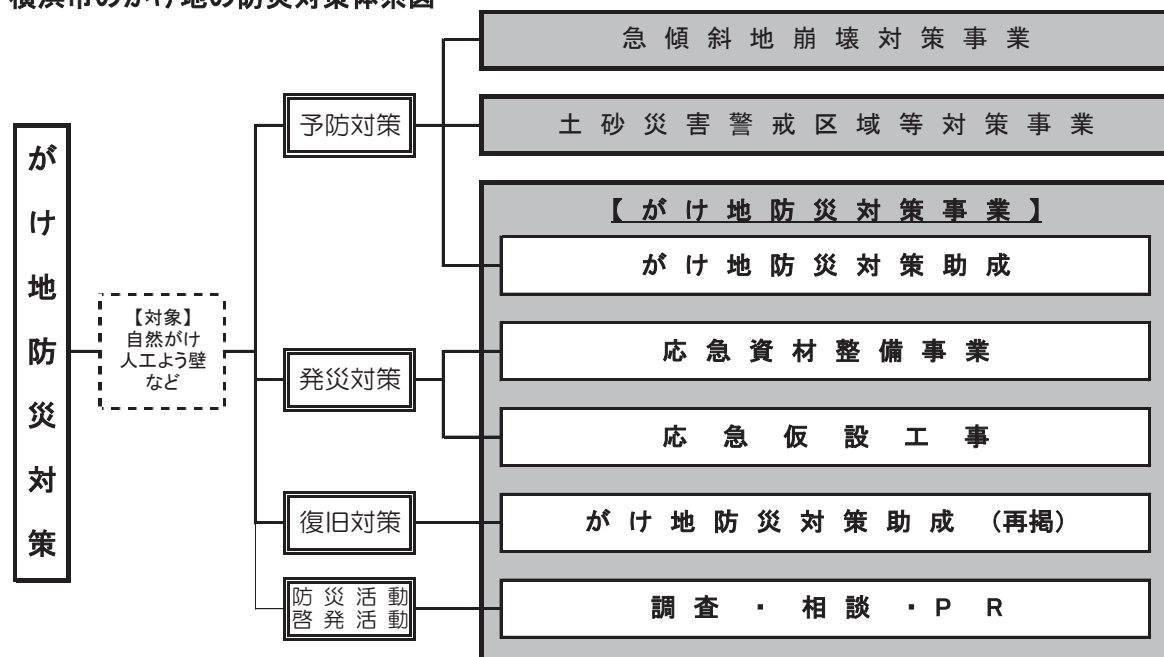 横浜市のがけ地の防災対策体系図
がけ地防災対策
【対象】
自然がけ
人工よう壁
など
予防対策
急傾斜地崩壊対策事業
土砂災害警戒区域等対策事業
【がけ地防災対策事業】
がけ地防災対策助成
発災対策
応急資材整備事業
応急仮設工事
復旧対策
がけ地防災対策助成（再掲）
防災活動
啓発活動
調査・相談・PR